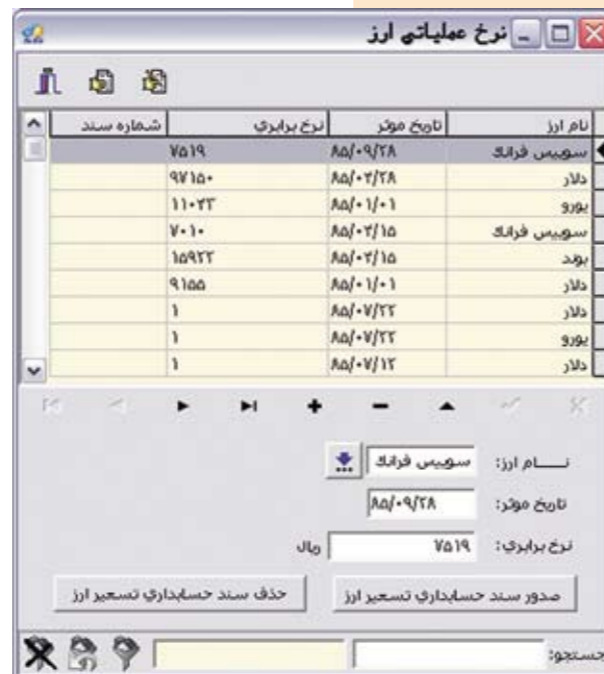 نرخ عملیاتی ارز
نام ارز تاریخ موثر نرخ برابری شماره سند
سوییس فرانک ۸۵/۰۹/۲۸ ۷۵۱۹
دلار ۸۵/۰۲/۲۸ ۹۷۱۵۰
یورو ۸۵/۰۱/۰۱ ۱۱۰۲۳
سوییس فرانک ۸۵/۰۲/۱۵ ۷۰۱۰
پوند ۸۵/۰۲/۱۵ ۱۵۹۲۲
دلار ۸۵/۰۱/۰۱ ۹۱۵۵
دلار ۸۵/۰۷/۲۲ ۱
یورو ۸۵/۰۷/۲۲ ۱
دلار ۸۵/۰۷/۱۲ ۱
نـــام ارز: سوییس فرانک
تاریخ موثر: ۸۵/۰۹/۲۸
نرخ برابری: ۷۵۱۹ ریال
صدور سند حسابداری تسعیر ارز حذف سند حسابداری تسعیر ارز
جستجو: